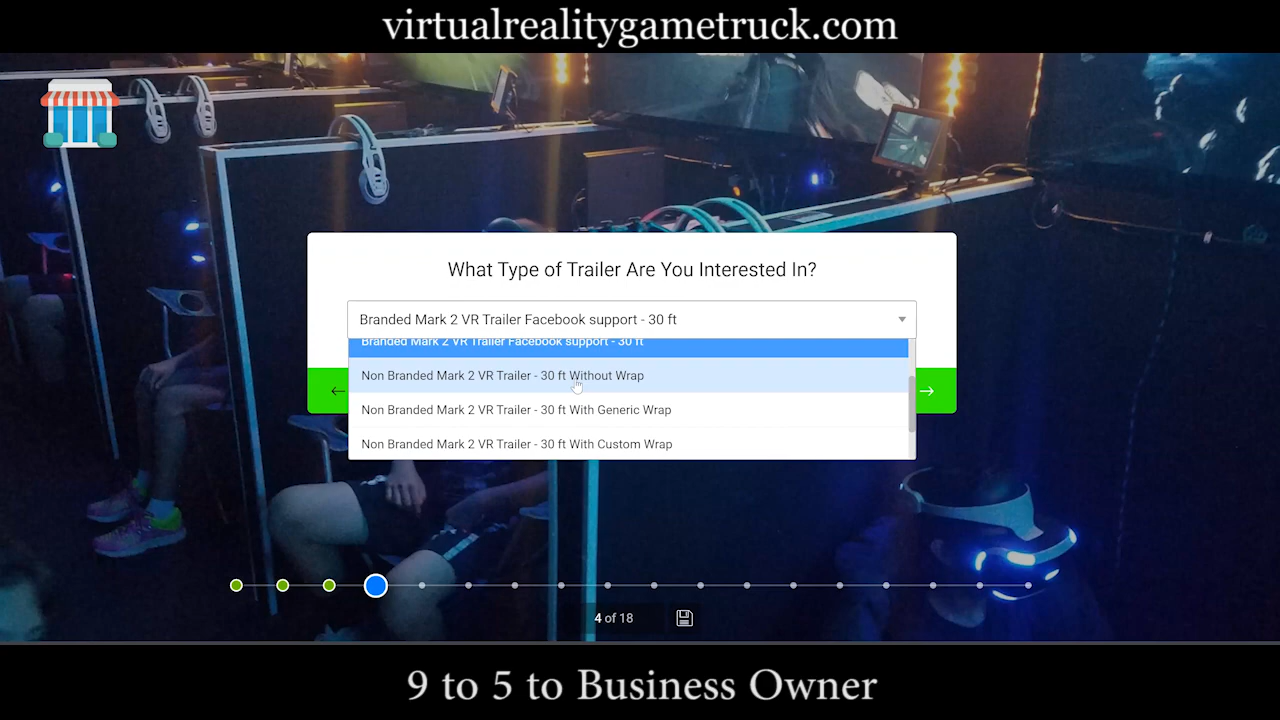 virtualrealitygametruck.com
What Type of Trailer Are You Interested In?
Branded Mark 2 VR Trailer Facebook support - 30 ft
Branded Mark 2 VR Trailer Facebook support - 30 ft
Non Branded Mark 2 VR Trailer - 30 ft Without Wrap
Non Branded Mark 2 VR Trailer - 30 ft With Generic Wrap
Non Branded Mark 2 VR Trailer - 30 ft With Custom Wrap
4 of 18
9 to 5 to Business Owner